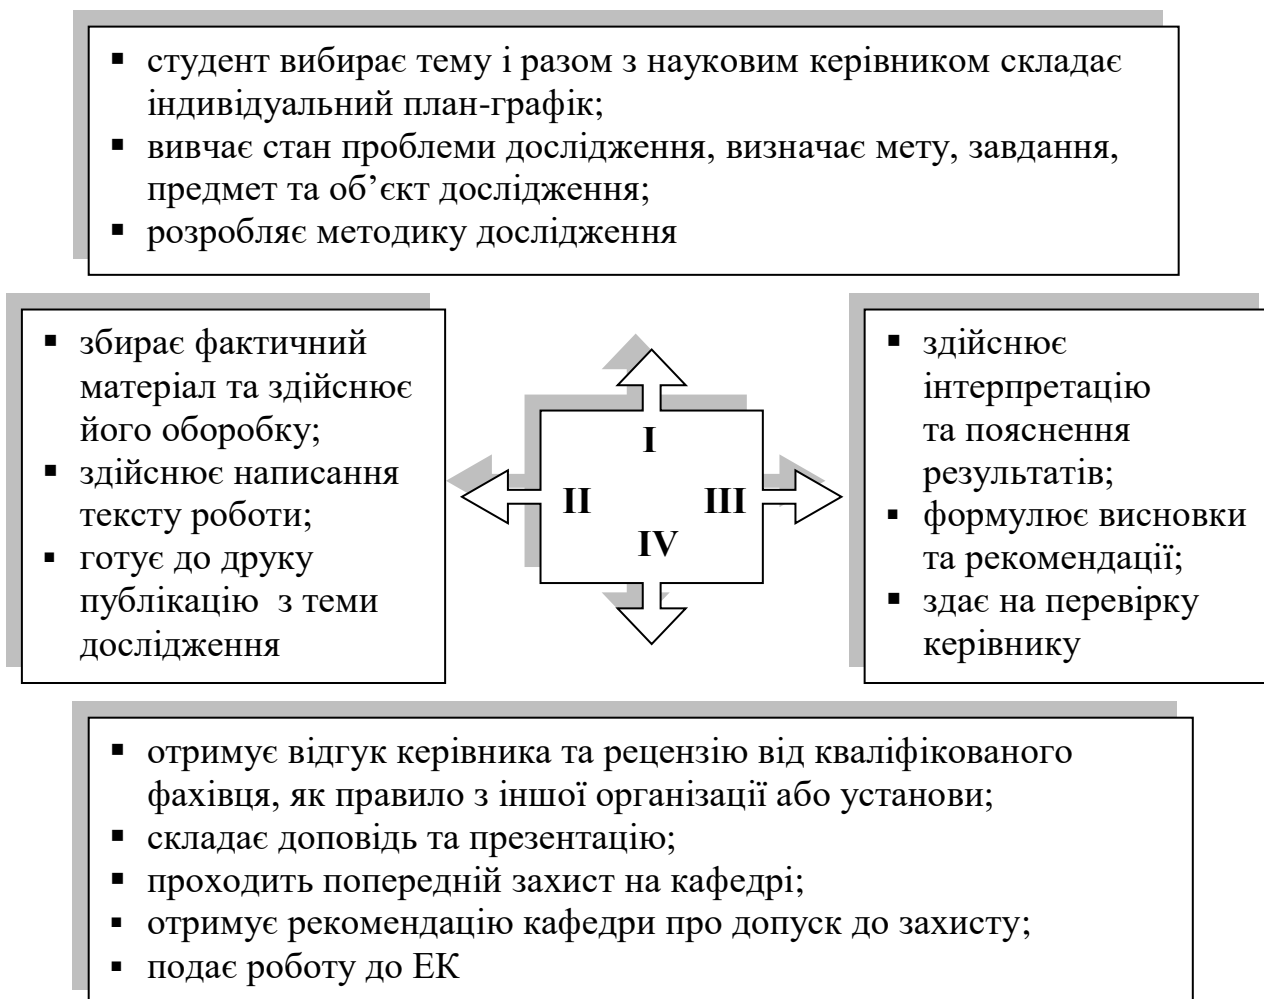 ▪ студент вибирає тему і разом з науковим керівником складає
індивідуальний план-графік;
▪ вивчає стан проблеми дослідження, визначає мету, завдання,
предмет та об’єкт дослідження;
▪ розробляє методику дослідження
▪ збирає фактичний
матеріал та здійснює
його оборобку;
▪ здійснює написання
тексту роботи;
▪ готує до друку
публікацію з теми
дослідження
I
II
III
IV
▪ здійснює
інтерпретацію
та пояснення
результатів;
▪ формулює висновки
та рекомендації;
▪ здає на перевірку
керівнику
▪ отримує відгук керівника та рецензію від кваліфікованого
фахівця, як правило з іншої організації або установи;
▪ складає доповідь та презентацію;
▪ проходить попередній захист на кафедрі;
▪ отримує рекомендацію кафедри про допуск до захисту;
▪ подає роботу до ЕК